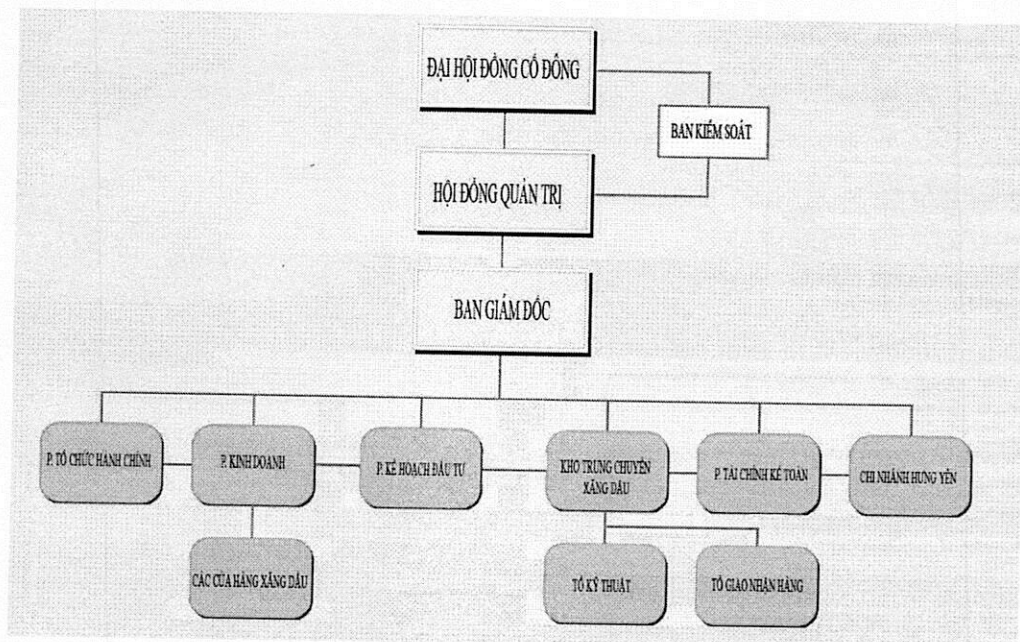 ĐẠI HỘI ĐỒNG CỔ ĐÔNG
BAN KIỂM SOÁT
HỘI ĐỒNG QUẢN TRỊ
BAN GIÁM ĐỐC
P. TỔ CHỨC HÀNH CHÍNH
P. KINH DOANH
P. KẾ HOẠCH ĐẦU TƯ
KHO TRUNG CHUYỂN
XĂNG DẦU
P. TÀI CHÍNH KẾ TOÁN
CHI NHÁNH HƯNG YÊN
CÁC CỬA HÀNG XĂNG DẦU
TỔ KỸ THUẬT
TỔ GIAO NHẬN HÀNG